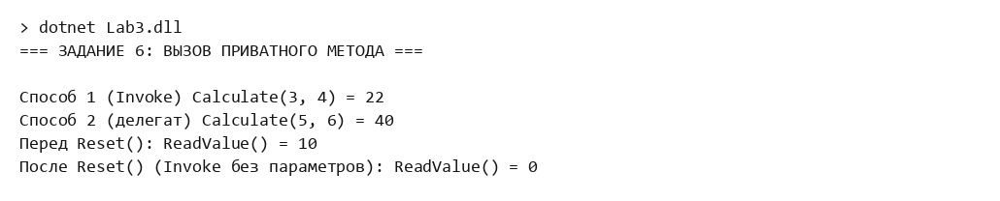 > dotnet Lab3.dll
=== ЗАДАНИЕ 6: ВЫЗОВ ПРИВАТНОГО МЕТОДА ===
Способ 1 (Invoke) Calculate(3, 4) = 22
Способ 2 (делегат) Calculate(5, 6) = 40
Перед Reset(): ReadValue() = 10
После Reset() (Invoke без параметров): ReadValue() = 0